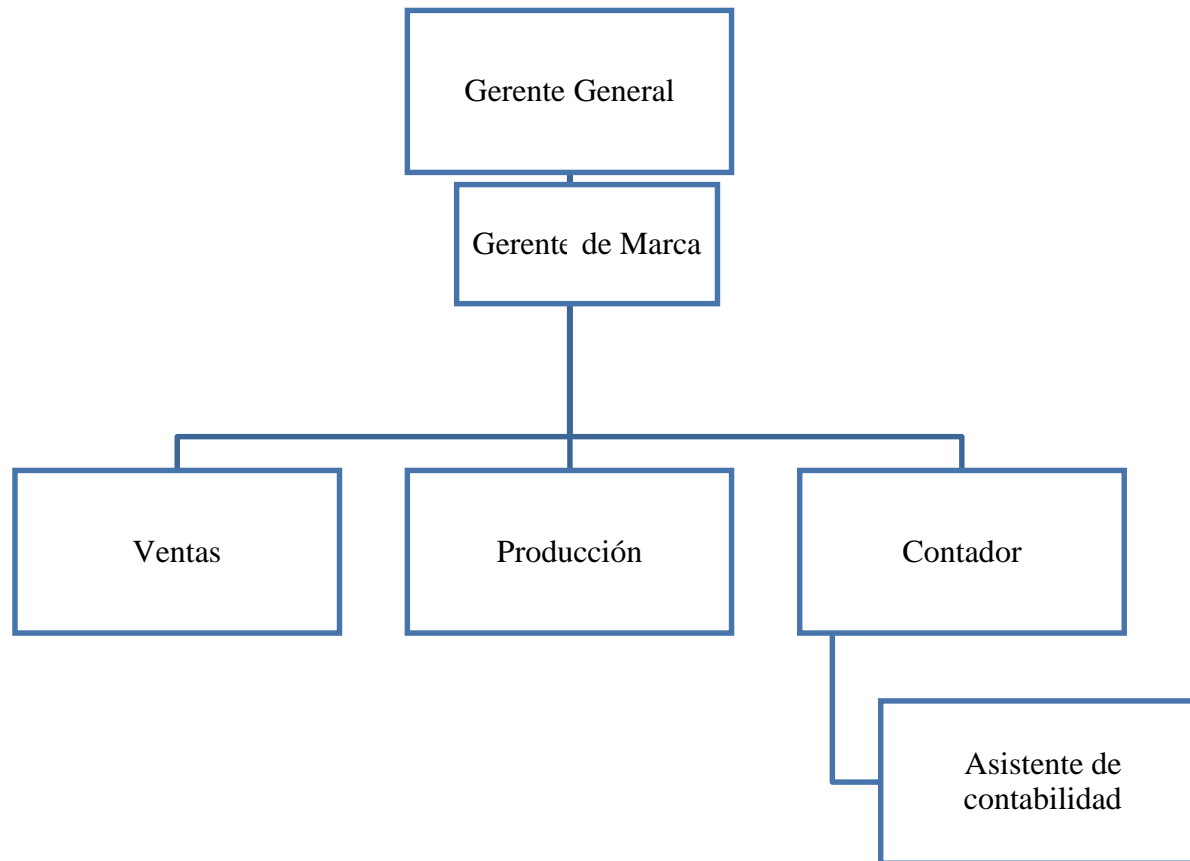 Gerente General
Gerente de Marca
Ventas
Producción
Contador
Asistente de
contabilidad